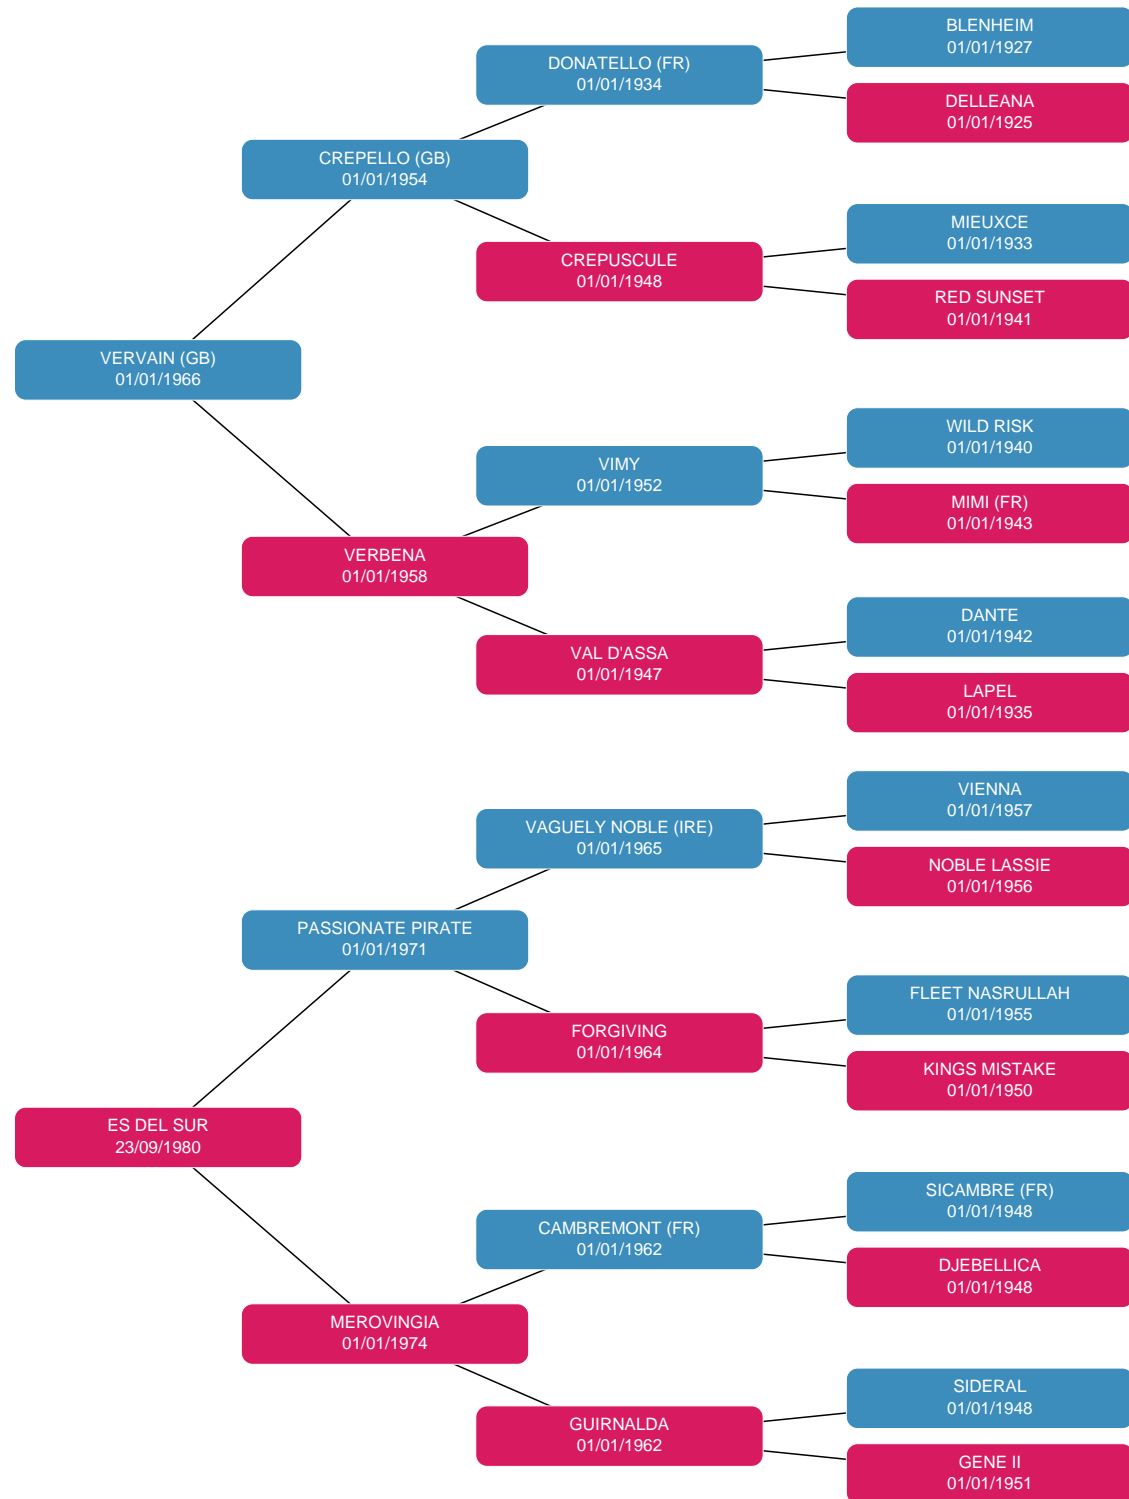 BLENHEIM
01/01/1927
DONATELLO (FR)
01/01/1934
DELLEANA
01/01/1925
CREPELLO (GB)
01/01/1954
MIEUXCE
01/01/1933
CREPUSCULE
01/01/1948
RED SUNSET
01/01/1941
VERVAIN (GB)
01/01/1966
WILD RISK
01/01/1940
VIMY
01/01/1952
MIMI (FR)
01/01/1943
VERBENA
01/01/1958
DANTE
01/01/1942
VAL D'ASSA
01/01/1947
LAPEL
01/01/1935
VIENNA
01/01/1957
VAGUELY NOBLE (IRE)
01/01/1965
NOBLE LASSIE
01/01/1956
PASSIONATE PIRATE
01/01/1971
FLEET NASRULLAH
01/01/1955
FORGIVING
01/01/1964
KINGS MISTAKE
01/01/1950
ES DEL SUR
23/09/1980
SICAMBRE (FR)
01/01/1948
CAMBREMONT (FR)
01/01/1962
DJEBELLICA
01/01/1948
MEROVINGIA
01/01/1974
SIDERAL
01/01/1948
GUIRNALDA
01/01/1962
GENE II
01/01/1951